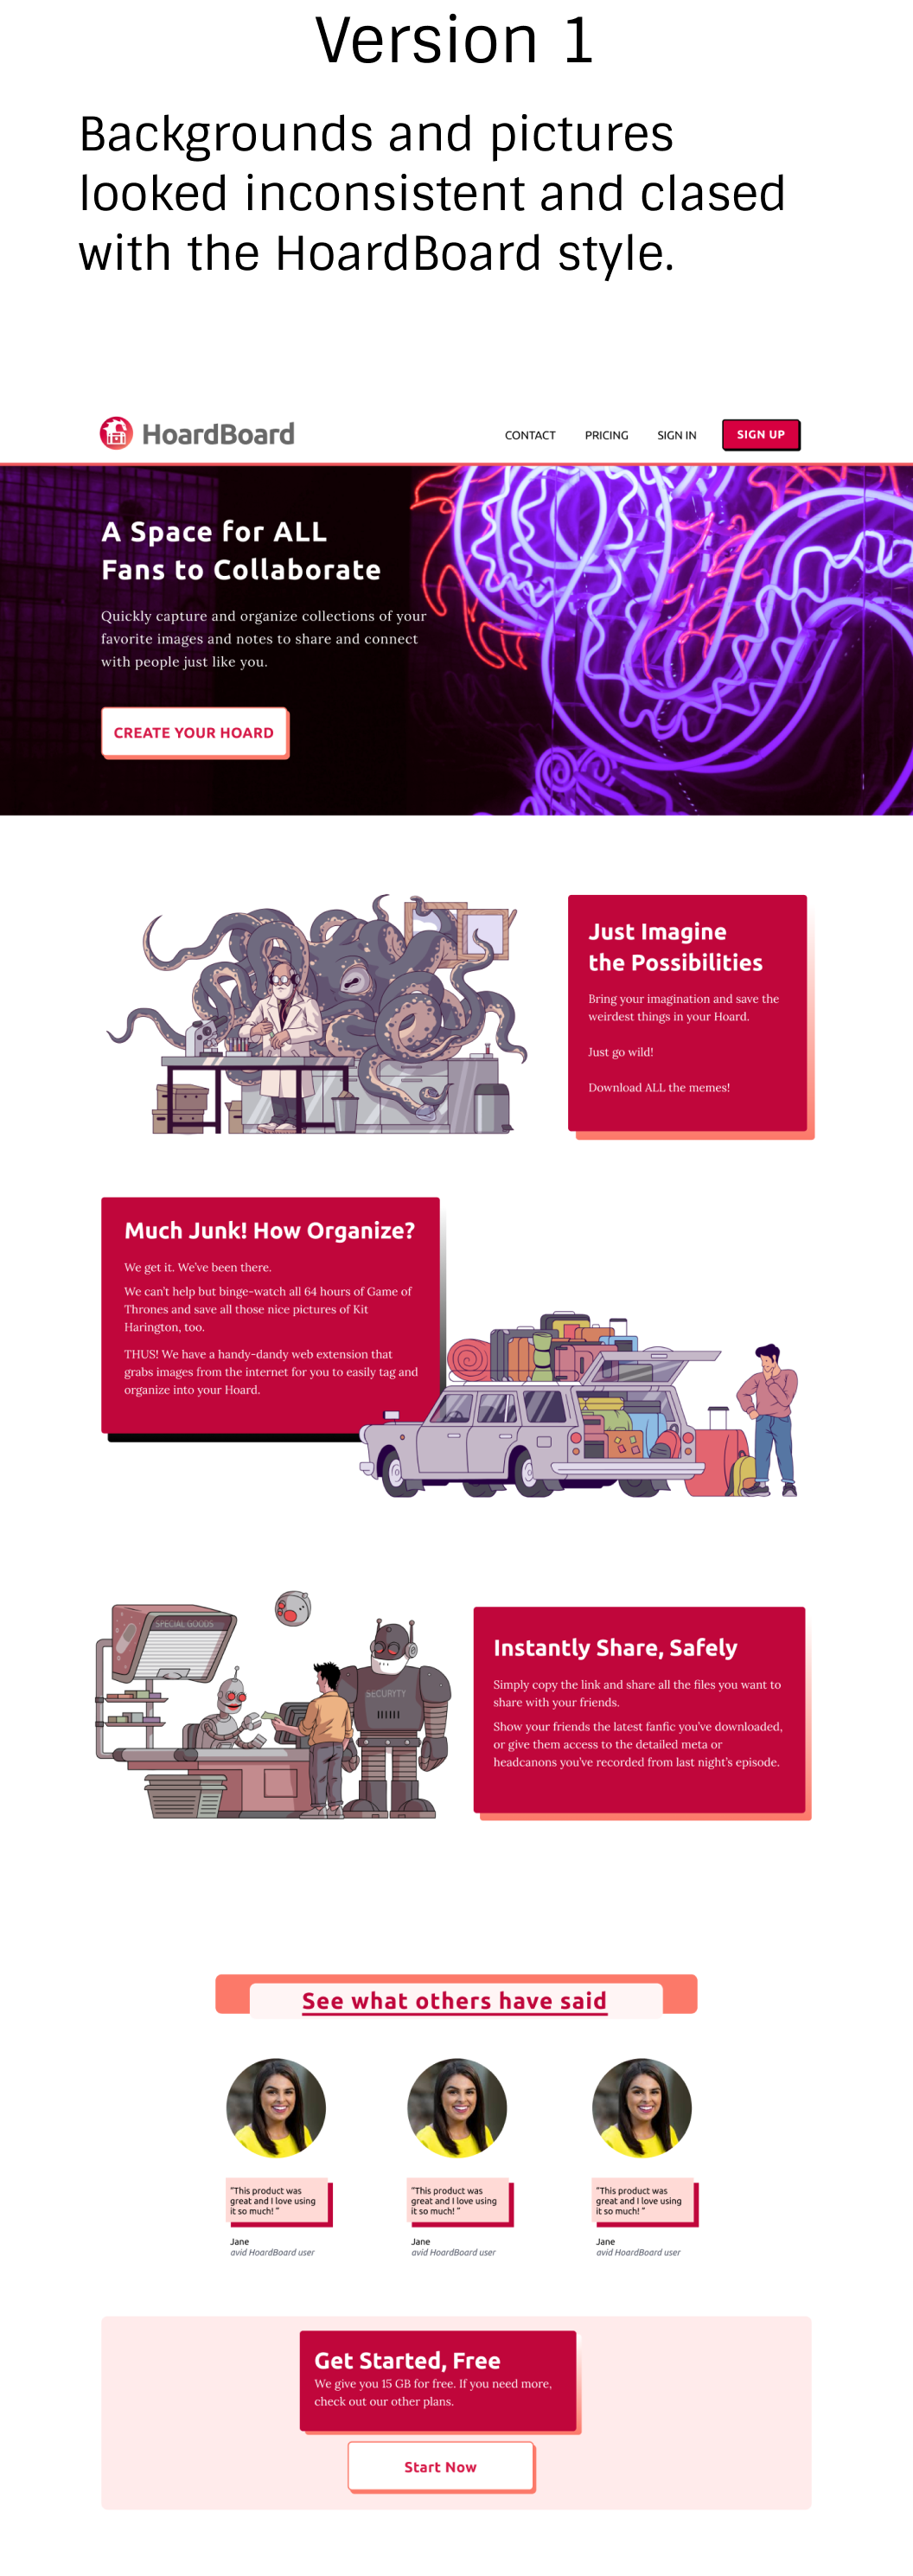 Version 1
Backgrounds and pictures
looked inconsistent and clased
with the HoardBoard style.
HoardBoard
CONTACT
PRICING
SIGN IN
SIGN UP
A Space for ALL
Fans to Collaborate
Quickly capture and organize collections of your
favorite images and notes to share and connect
with people just like you.
CREATE YOUR HOARD
Just Imagine
the Possibilities
Bring your imagination and save the
weirdest things in your Hoard.
Just go wild!
Download ALL the memes!
Much Junk! How Organize?
We get it. We've been there.
We can't help but binge-watch all 64 hours of Game of
Thrones and save all those nice pictures of Kit
Harington, too.
THUS! We have a handy-dandy web extension that
grabs images from the internet for you to easily tag and
organize into your Hoard.
SPECIAL GOODS
SECURYTY
Instantly Share, Safely
Simply copy the link and share all the files you want to
share with your friends.
Show your friends the latest fanfic you've downloaded,
or give them access to the detailed meta or
headcanons you've recorded from last night's episode.
See what others have said
"This product was
great and I love using
it so much! "
Jane
avid HoardBoard user
"This product was
great and I love using
it so much! "
Jane
avid HoardBoard user
"This product was
great and I love using
it so much! "
Jane
avid HoardBoard user
Get Started, Free
We give you 15 GB for free. If you need more,
check out our other plans.
Start Now